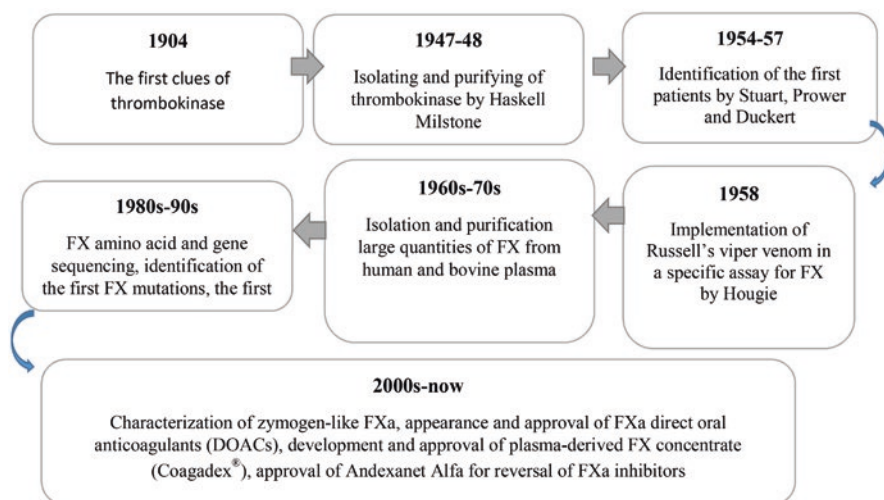 1904
The first clues of
thrombokinase
1947-48
Isolating and purifying of
thrombokinase by Haskell
Milstone
1954-57
Identification of the first
patients by Stuart, Prower
and Duckert
1958
Implementation of
Russell's viper venom in
a specific assay for FX
by Hougie
1960s-70s
Isolation and purification
large quantities of FX from
human and bovine plasma
1980s-90s
FX amino acid and gene
sequencing, identification of
the first FX mutations, the first
2000s-now
Characterization of zymogen-like FXa, appearance and approval of FXa direct oral
anticoagulants (DOACs), development and approval of plasma-derived FX concentrate
(Coagadex®), approval of Andexanet Alfa for reversal of FXa inhibitors